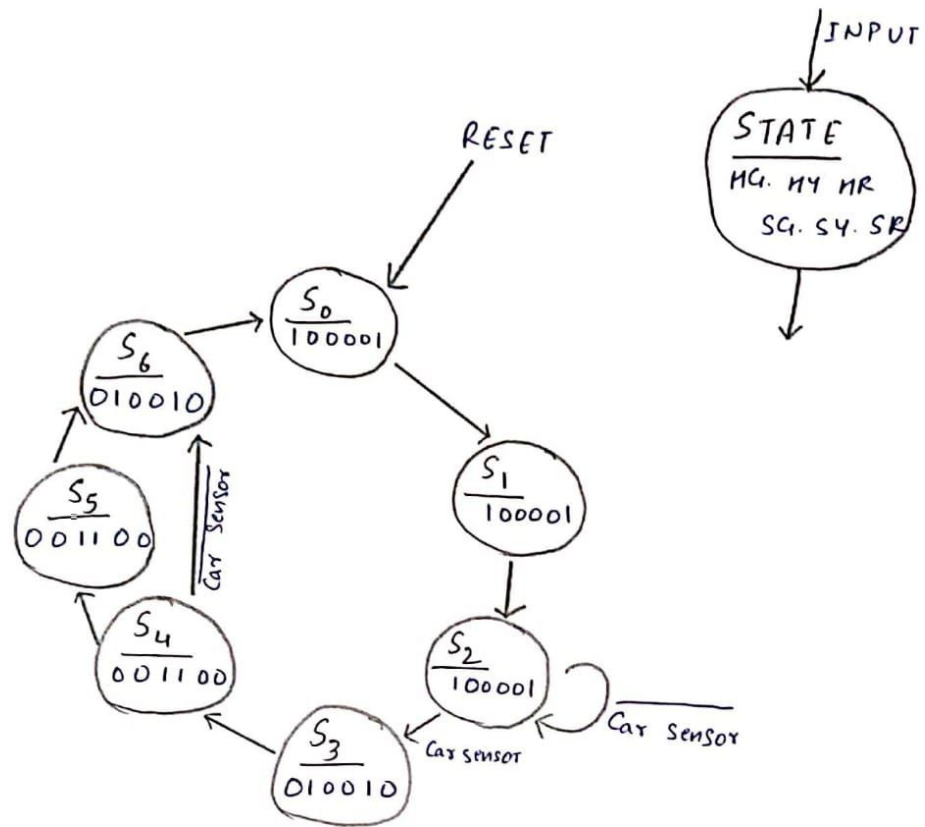 INPUT
STATE
MG. MY MR
SG. SY. SR
RESET
S0
100001
S6
010010
S1
100001
S5
001100
Car sensor
S4
001100
S2
100001
Car sensor
Car sensor
S3
010010